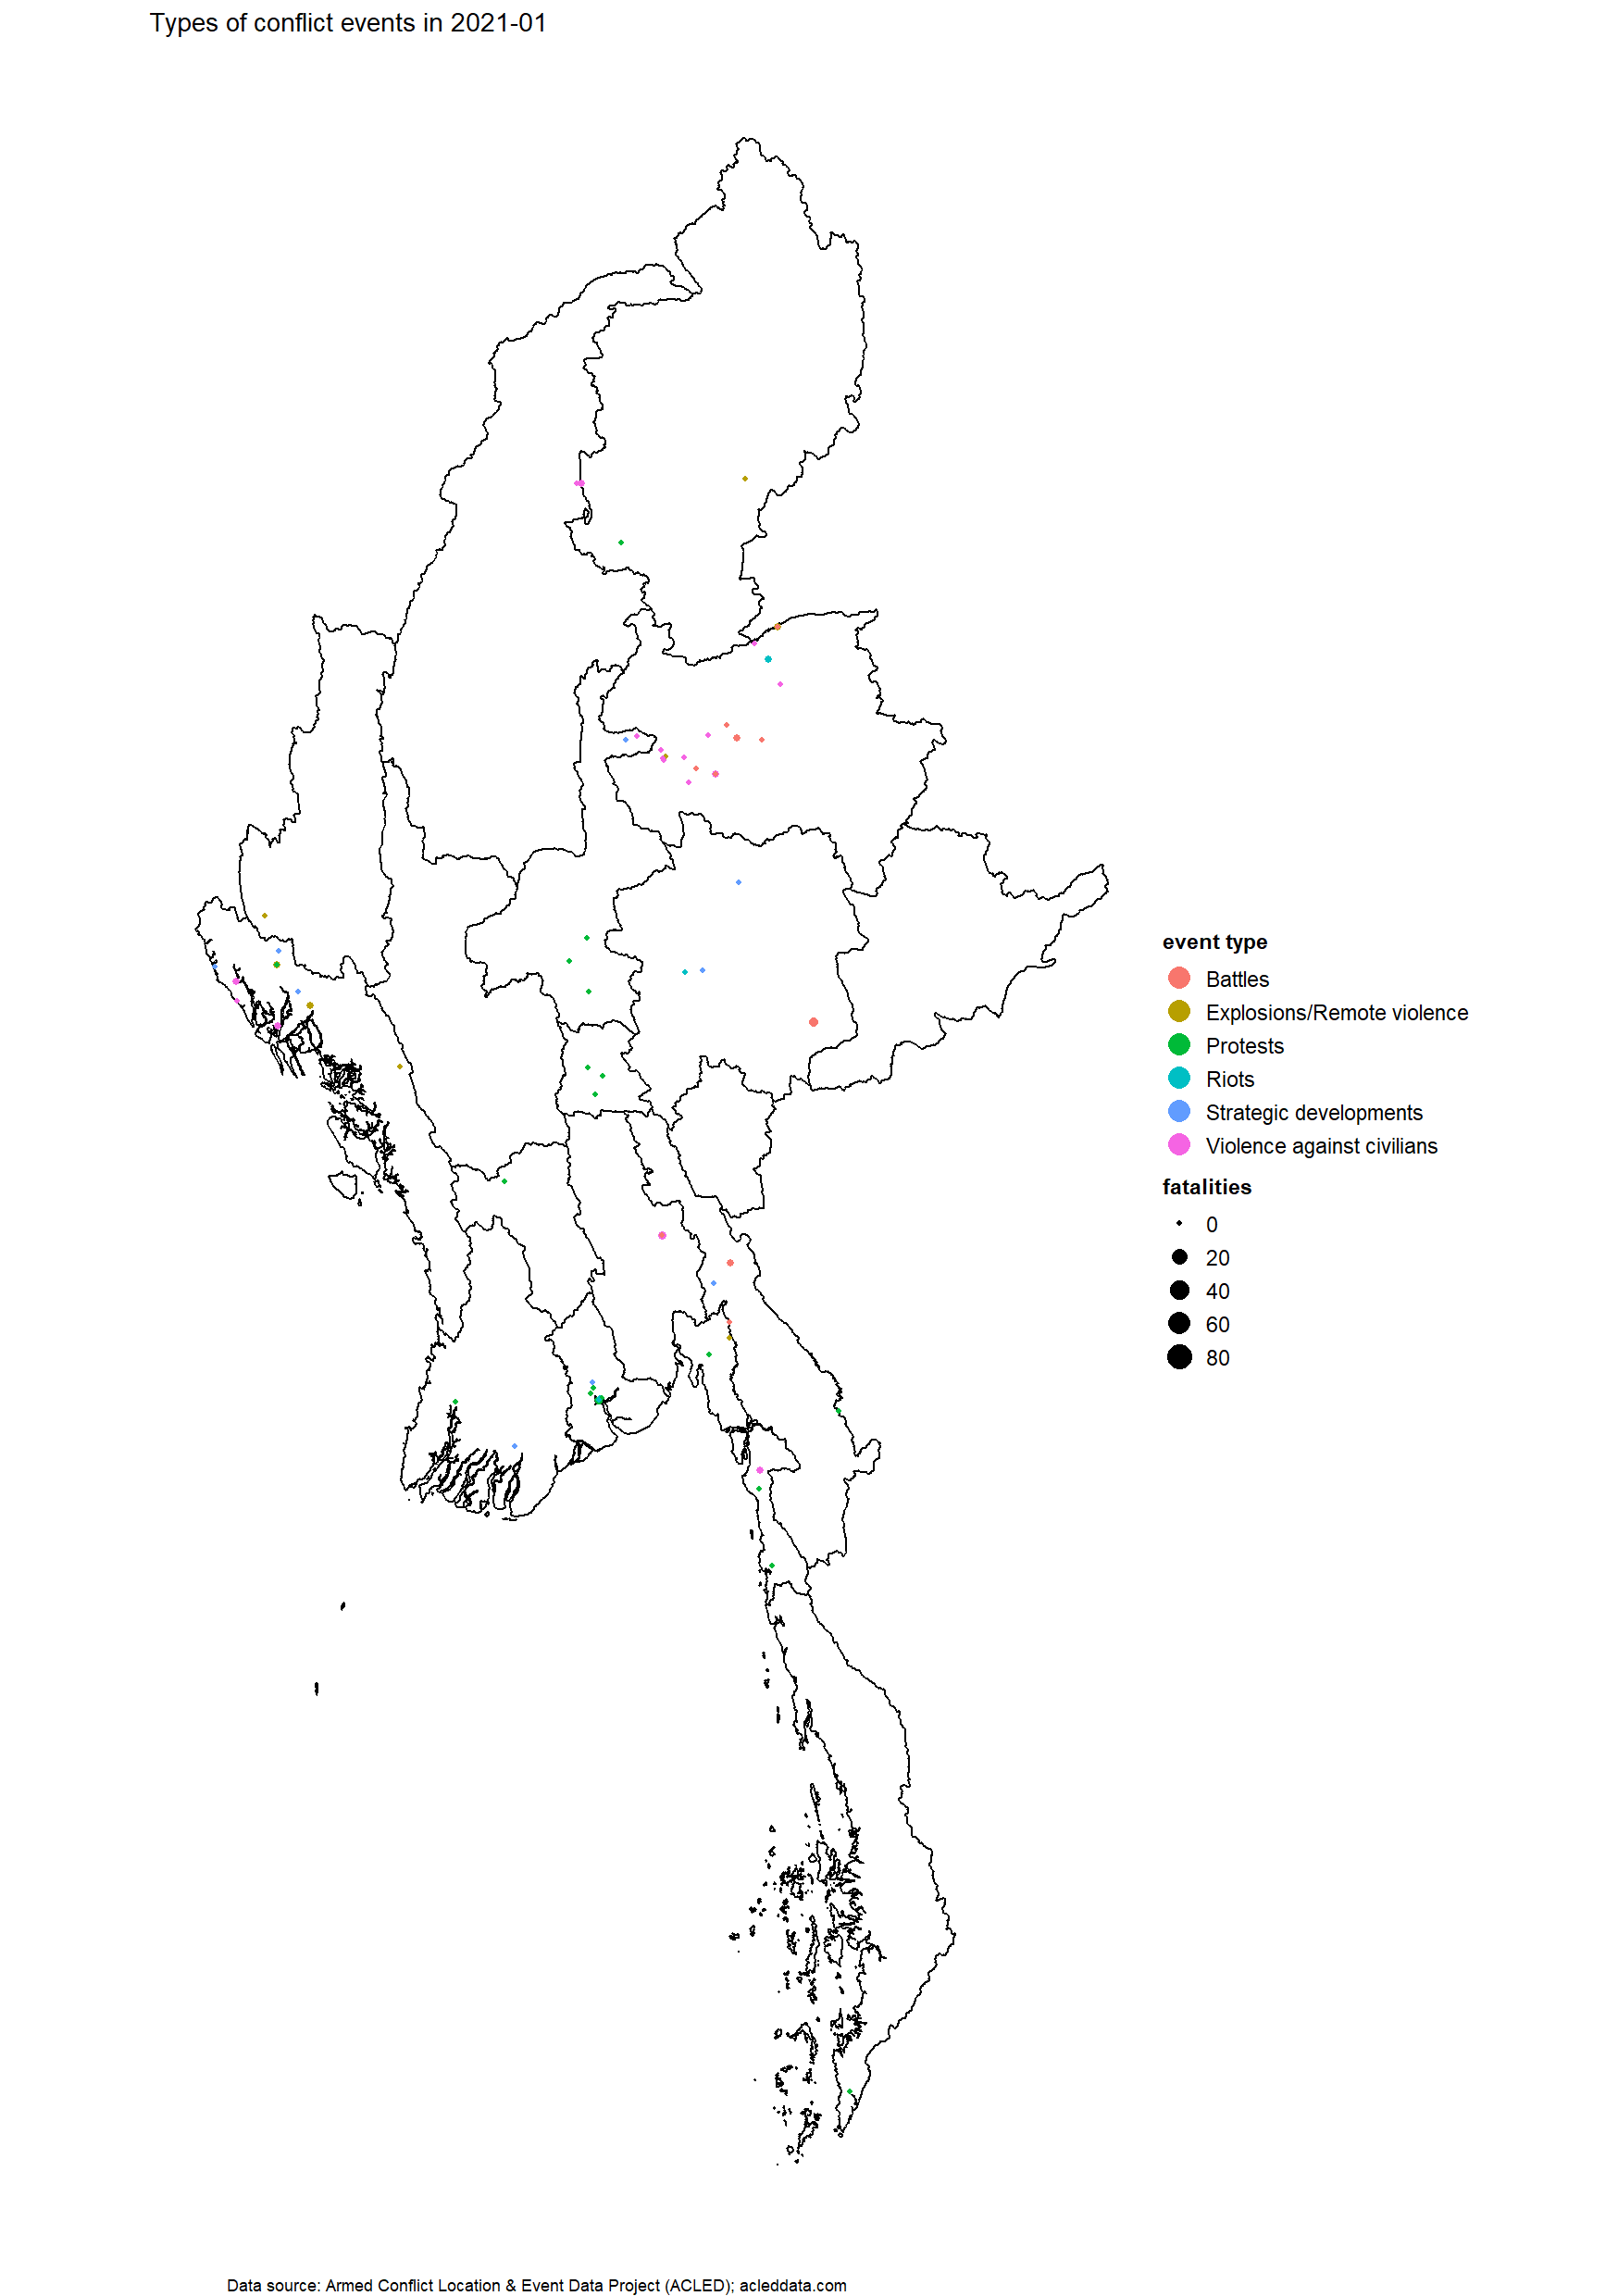 Types of conflict events in 2021-01
event type
Battles
Explosions/Remote violence
Protests
Riots
Strategic developments
Violence against civilians
fatalities
0
20
40
60
80
Data source: Armed Conflict Location & Event Data Project (ACLED); acleddata.com